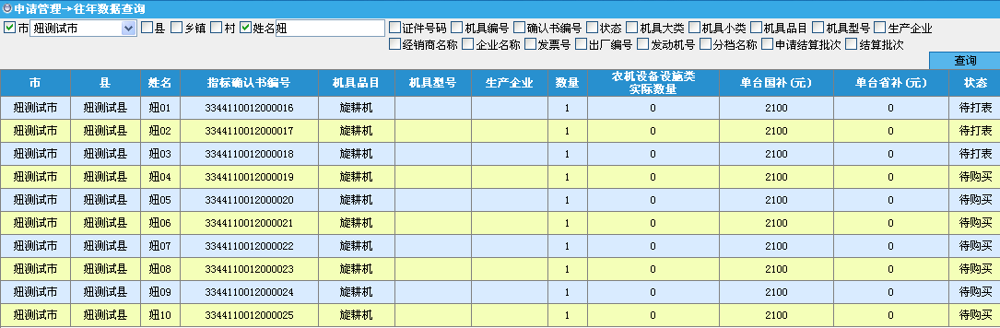 申请管理→往年数据查询
市 妞测试市 县 乡镇 村 姓名 妞 证件号码 机具编号 确认书编号 状态 机具大类 机具小类 机具品目 机具型号 生产企业
经销商名称 企业名称 发票号 出厂编号 发动机号 分档名称 申请结算批次 结算批次
查询
市 县 姓名 指标确认书编号 机具品目 机具型号 生产企业 数量 农机设备设施类 实际数量 单台国补(元) 单台省补(元) 状态
妞测试市 妞测试县 妞01 3344110012000016 旋耕机 1 0 2100 0 待打表
妞测试市 妞测试县 妞02 3344110012000017 旋耕机 1 0 2100 0 待打表
妞测试市 妞测试县 妞03 3344110012000018 旋耕机 1 0 2100 0 待打表
妞测试市 妞测试县 妞04 3344110012000019 旋耕机 1 0 2100 0 待购买
妞测试市 妞测试县 妞05 3344110012000020 旋耕机 1 0 2100 0 待购买
妞测试市 妞测试县 妞06 3344110012000021 旋耕机 1 0 2100 0 待购买
妞测试市 妞测试县 妞07 3344110012000022 旋耕机 1 0 2100 0 待购买
妞测试市 妞测试县 妞08 3344110012000023 旋耕机 1 0 2100 0 待购买
妞测试市 妞测试县 妞09 3344110012000024 旋耕机 1 0 2100 0 待购买
妞测试市 妞测试县 妞10 3344110012000025 旋耕机 1 0 2100 0 待购买